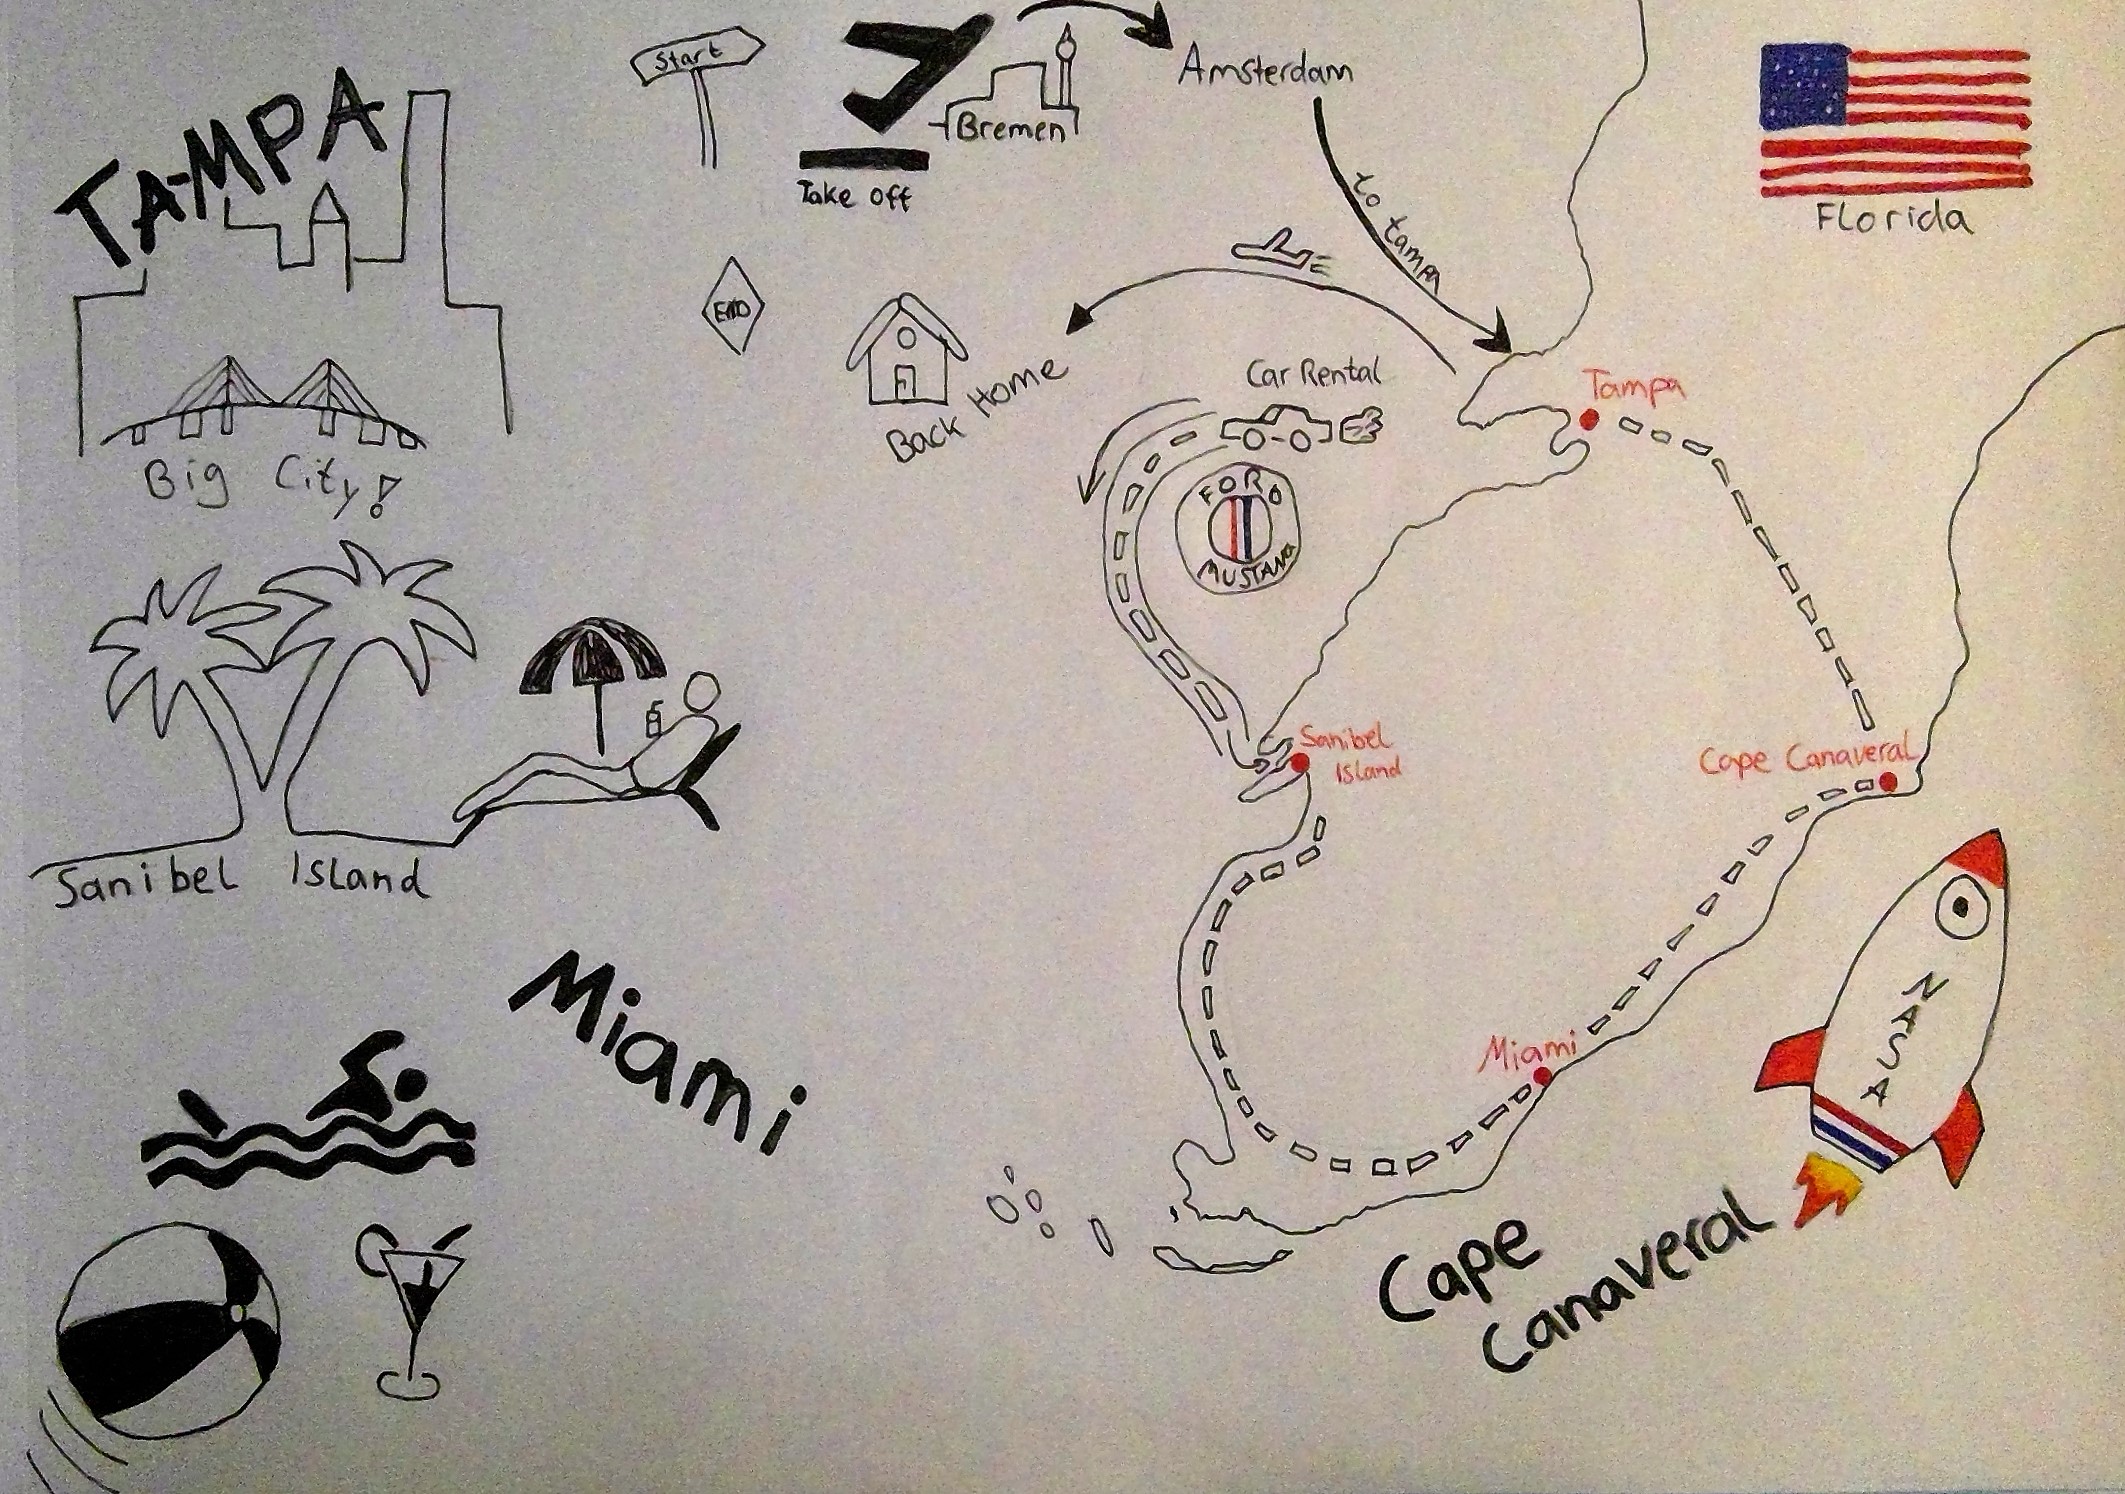 Start
Bremen
Take off
Amsterdam
to tampa
Florida
TAMPA
Big City!
END
Back Home
Car Rental
FORD
MUSTANG
Tampa
Sanibel
Island
Cape Canaveral
Miami
Sanibel Island
Miami
NASA
Cape
Canaveral